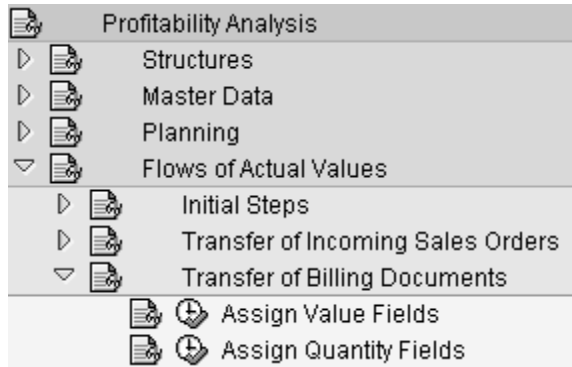 Profitability Analysis
Structures
Master Data
Planning
Flows of Actual Values
Initial Steps
Transfer of Incoming Sales Orders
Transfer of Billing Documents
Assign Value Fields
Assign Quantity Fields